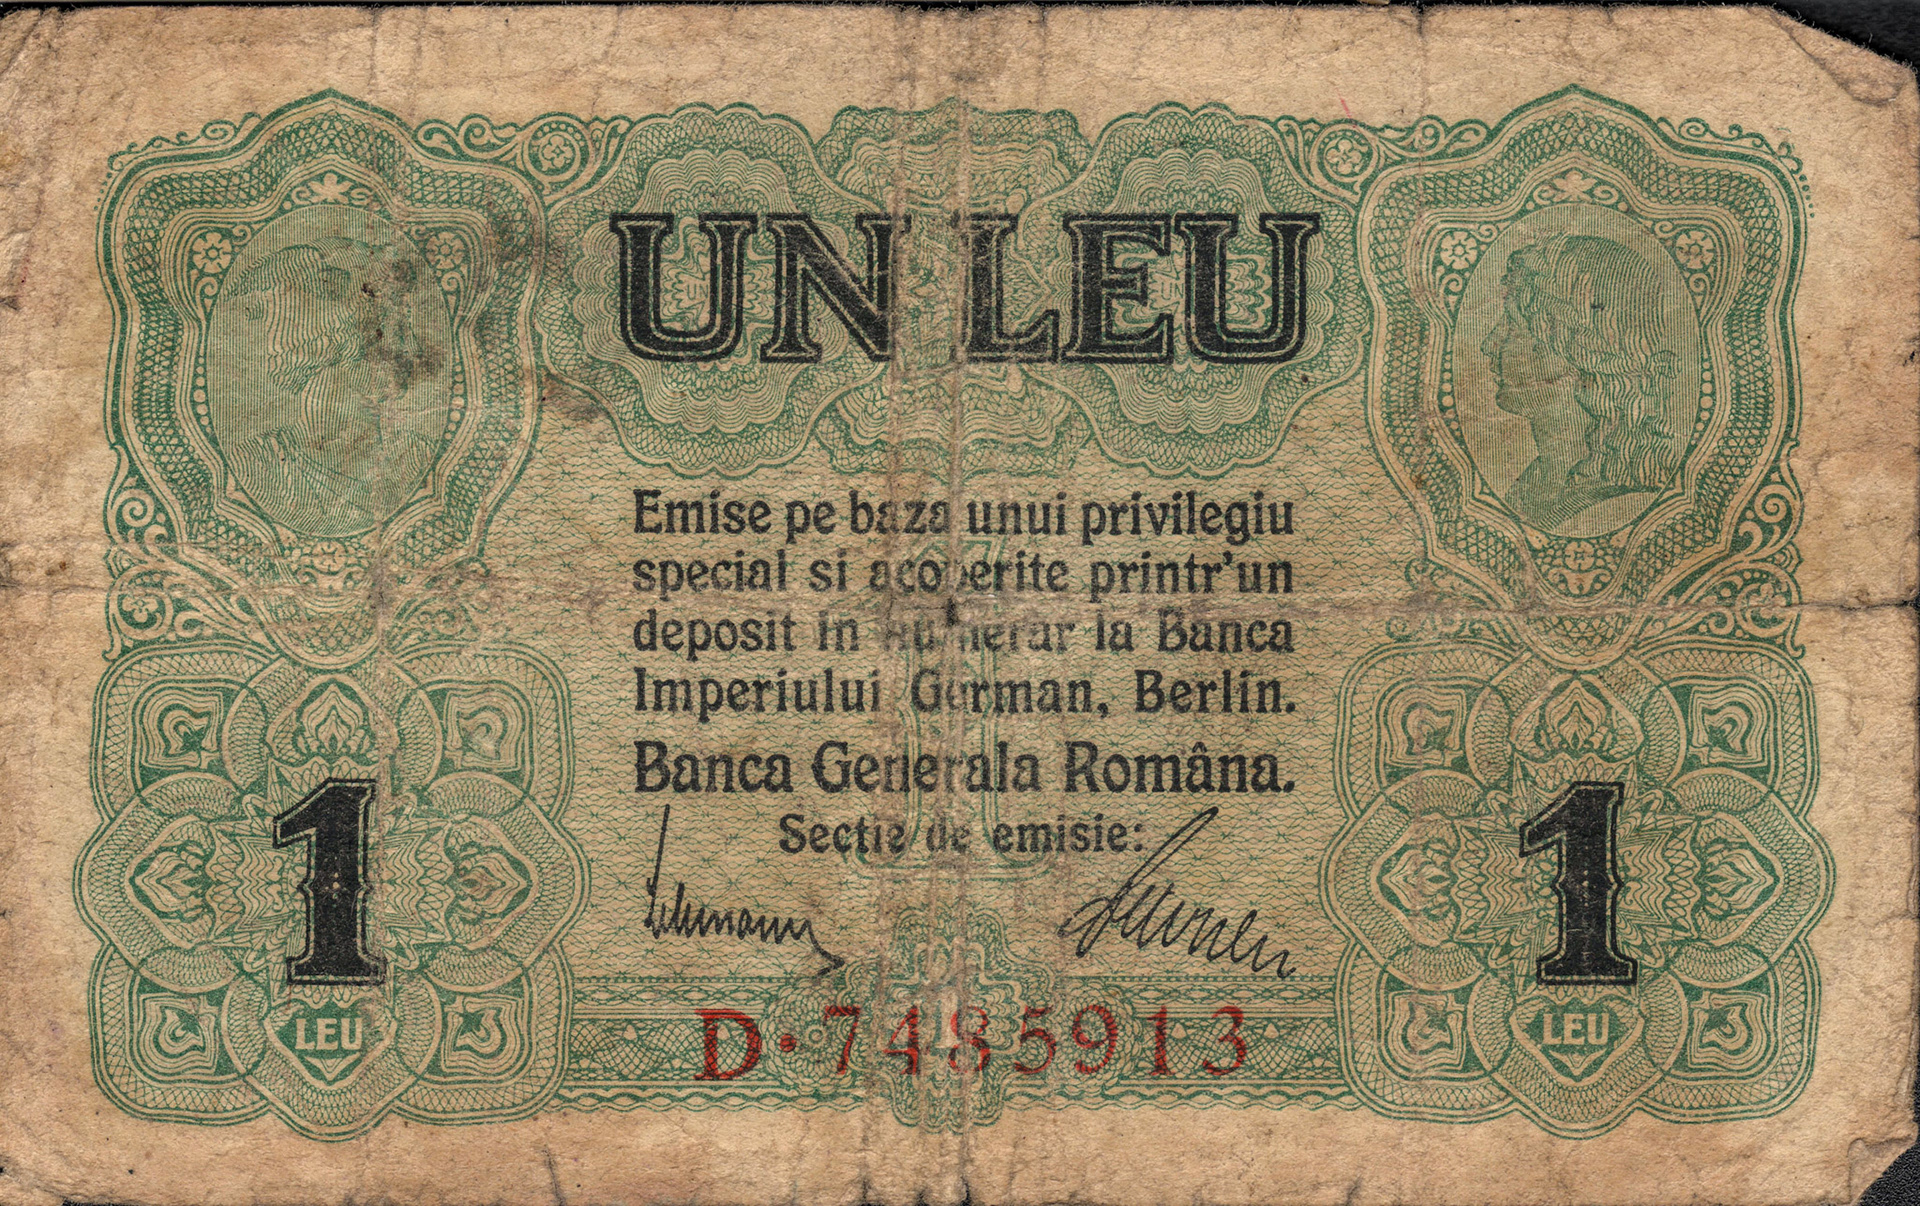 UN LEU
Emise pe baza unui privilegiu
special si acoperite printr'un
deposit in numerar la Banca
Imperiului German, Berlin.
Banca Generala Româna.
Sectie de emisie:
1
1
LEU
LEU
D·7485913